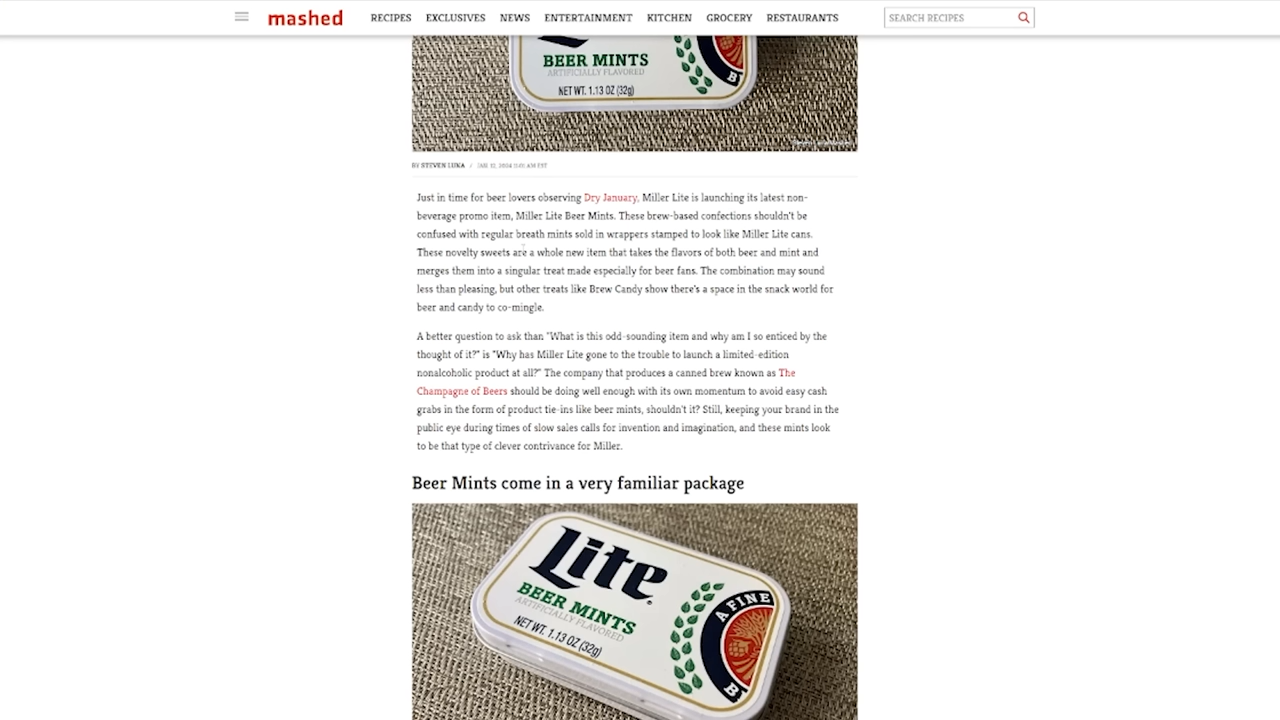 mashed RECIPES EXCLUSIVES NEWS ENTERTAINMENT KITCHEN GROCERY RESTAURANTS SEARCH RECIPES
BEER MINTS
ARTIFICIALLY FLAVORED
NET WT. 1.13 OZ (32g)
BY STEVEN LUNA / JAN. 12, 2024 AM EST
Just in time for beer lovers observing Dry January, Miller Lite is launching its latest non-
beverage promo item, Miller Lite Beer Mints. These brew-based confections shouldn't be
confused with regular breath mints sold in wrappers stamped to look like Miller Lite cans.
These novelty sweets are a whole new item that takes the flavors of both beer and mint and
merges them into a singular treat made especially for beer fans. The combination may sound
less than pleasing, but other treats like Brew Candy show there's a space in the snack world for
beer and candy to co-mingle.
A better question to ask than "What is this odd-sounding item and why am I so enticed by the
thought of it?" is "Why has Miller Lite gone to the trouble to launch a limited-edition
nonalcoholic product at all?" The company that produces a canned brew known as The
Champagne of Beers should be doing well enough with its own momentum to avoid easy cash
grabs in the form of product tie-ins like beer mints, shouldn't it? Still, keeping your brand in the
public eye during times of slow sales calls for invention and imagination, and these mints look
to be that type of clever contrivance for Miller.
Beer Mints come in a very familiar package
Lite
BEER MINTS
ARTIFICIALLY FLAVORED
NET WT. 1.13 OZ (32g)
A FINE